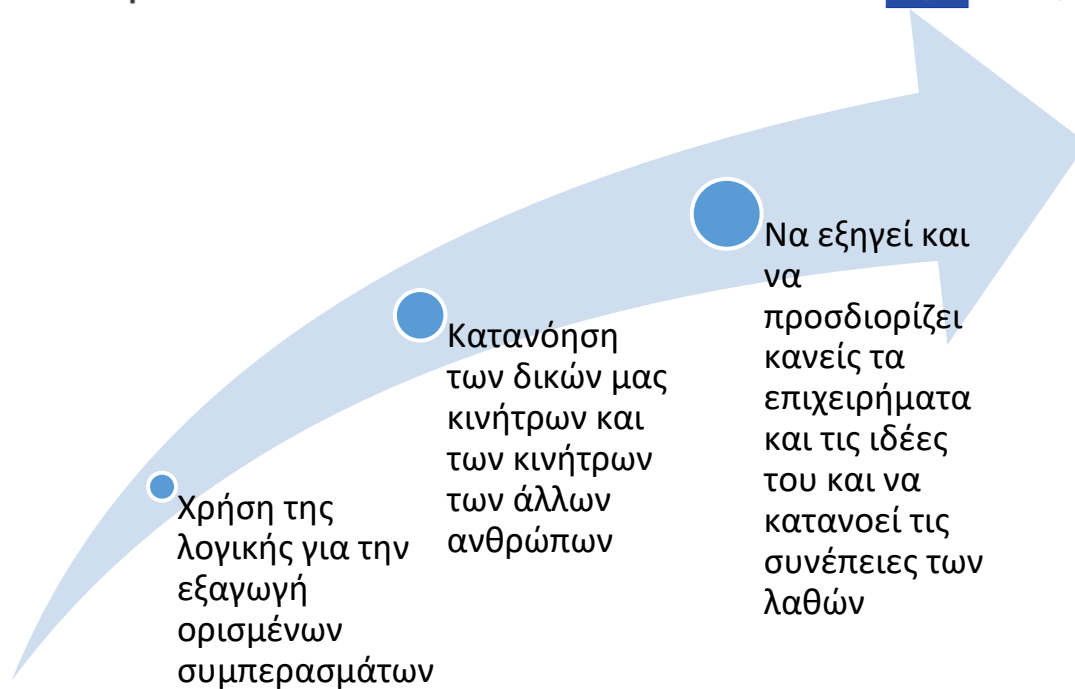 Χρήση της
λογικής για την
εξαγωγή
ορισμένων
συμπερασμάτων
Κατανόηση
των δικών μας
κινήτρων και
των κινήτρων
των άλλων
ανθρώπων
Να εξηγεί και
να
προσδιορίζει
κανείς τα
επιχειρήματα
και τις ιδέες
του και να
κατανοεί τις
συνέπειες των
λαθών